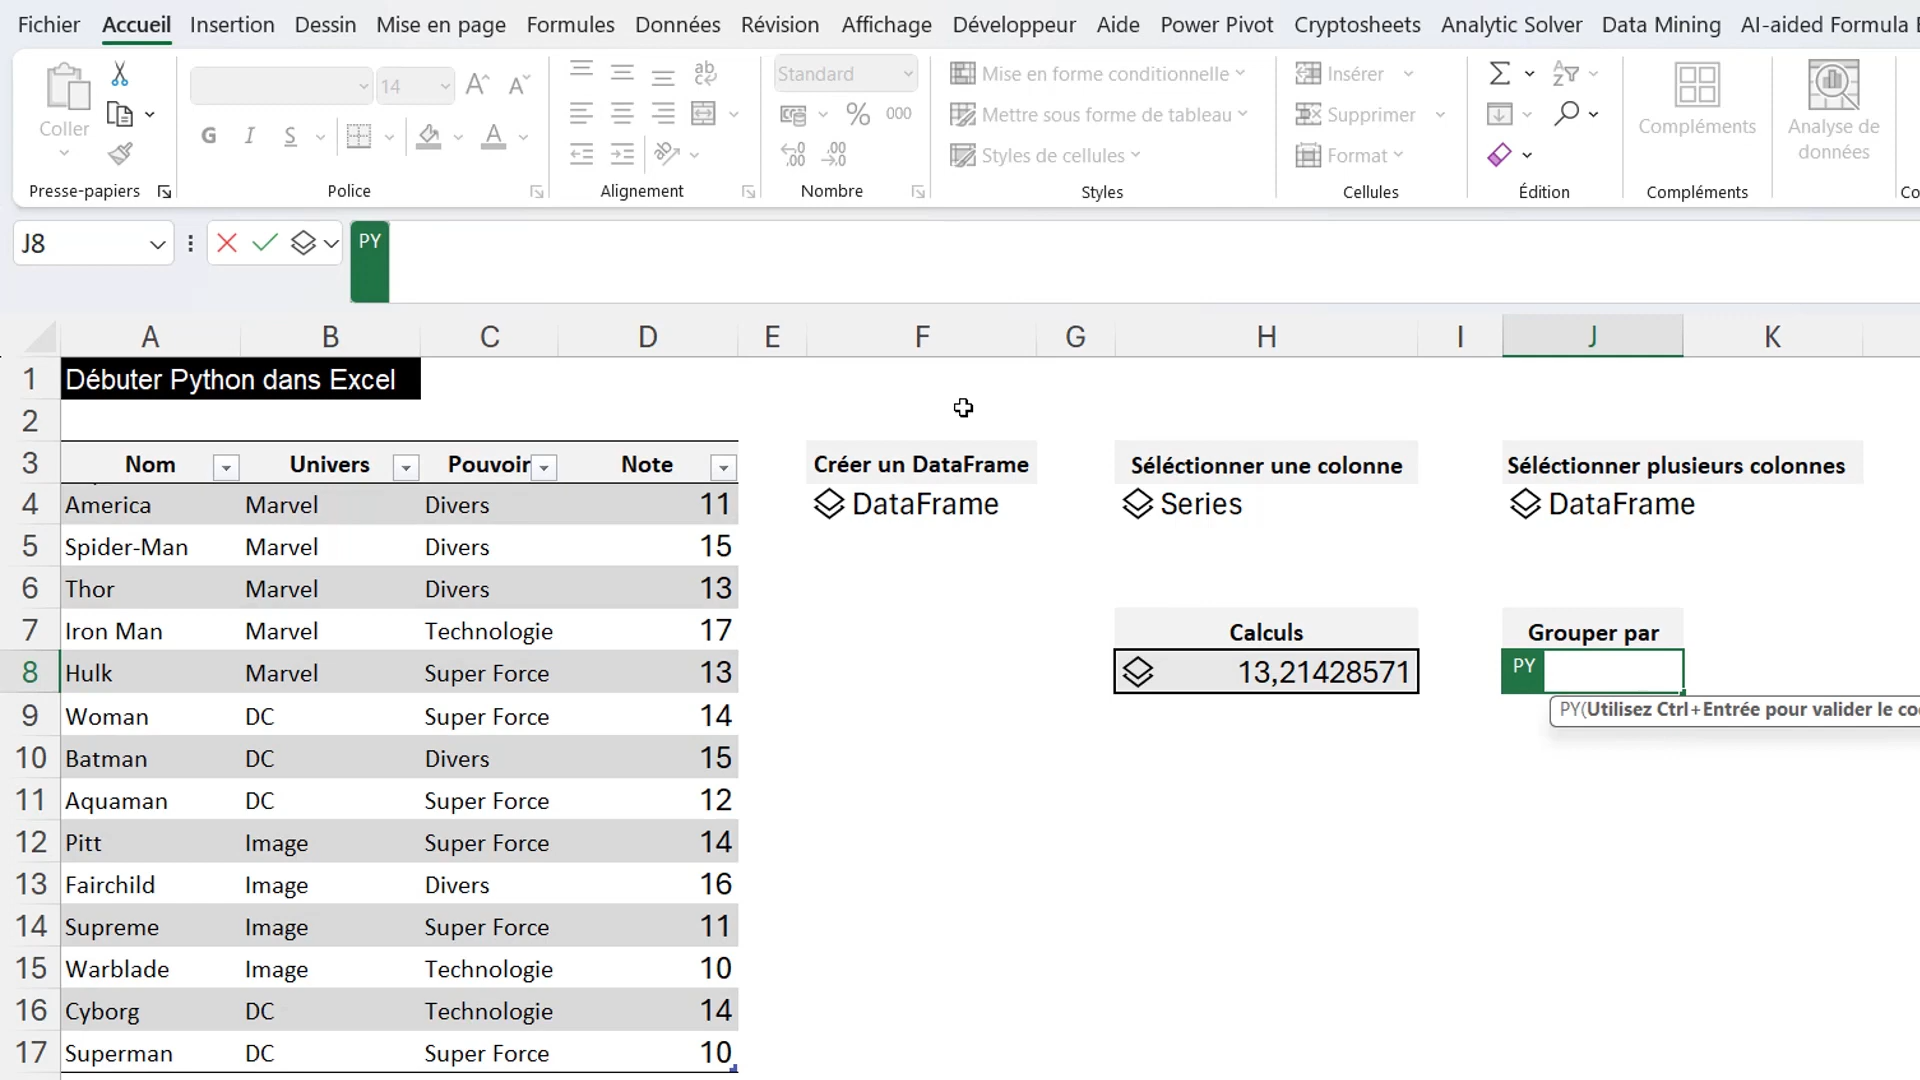 Fichier Accueil Insertion Dessin Mise en page Formules Données Révision Affichage Développeur Aide Power Pivot Cryptosheets Analytic Solver Data Mining AI-aided Formula
Coller
Presse-papiers
14
G I S
Police
Alignement
Standard
% 000
Nombre
Mise en forme conditionnelle
Mettre sous forme de tableau
Styles de cellules
Styles
Insérer
Supprimer
Format
Cellules
Édition
Compléments
Compléments
Analyse de
données
Co
J8 PY
A B C D E F G H I J K
1 Débuter Python dans Excel
2
3 Nom Univers Pouvoir Note Créer un DataFrame Séléctionner une colonne Séléctionner plusieurs colonnes
4 America Marvel Divers 11 DataFrame Series DataFrame
5 Spider-Man Marvel Divers 15
6 Thor Marvel Divers 13
7 Iron Man Marvel Technologie 17 Calculs Grouper par
8 Hulk Marvel Super Force 13 13,21428571 PY
9 Woman DC Super Force 14 PY(Utilisez Ctrl+Entrée pour valider le co
10 Batman DC Divers 15
11 Aquaman DC Super Force 12
12 Pitt Image Super Force 14
13 Fairchild Image Divers 16
14 Supreme Image Super Force 11
15 Warblade Image Technologie 10
16 Cyborg DC Technologie 14
17 Superman DC Super Force 10